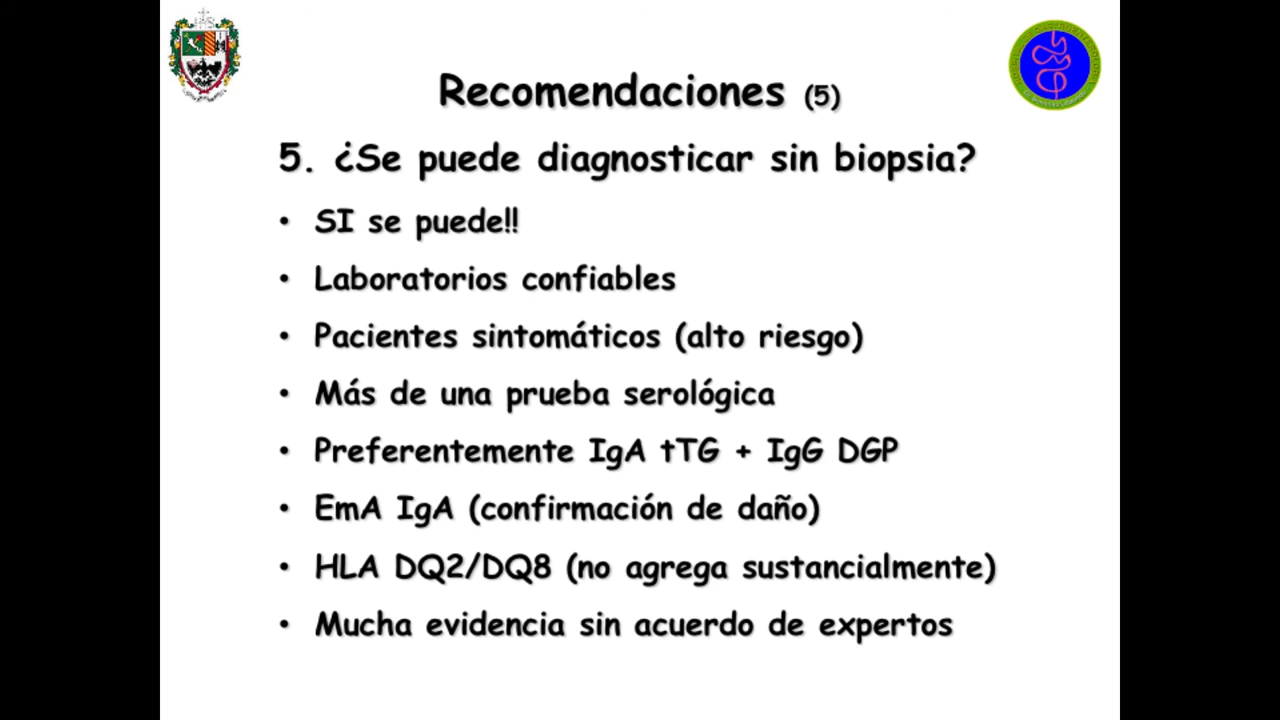 Recomendaciones (5)
5. ¿Se puede diagnosticar sin biopsia?
• SI se puede!!
• Laboratorios confiables
• Pacientes sintomáticos (alto riesgo)
• Más de una prueba serológica
• Preferentemente IgA tTG + IgG DGP
• EmA IgA (confirmación de daño)
• HLA DQ2/DQ8 (no agrega sustancialmente)
• Mucha evidencia sin acuerdo de expertos